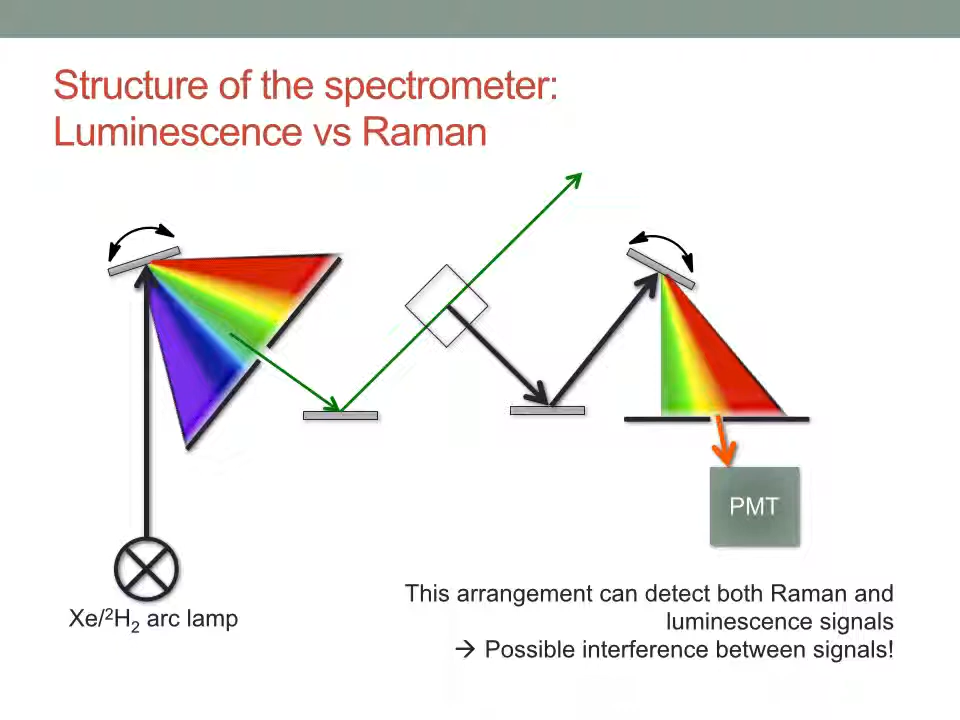 Structure of the spectrometer:
Luminescence vs Raman
PMT
Xe/²H₂ arc lamp
This arrangement can detect both Raman and
luminescence signals
→ Possible interference between signals!